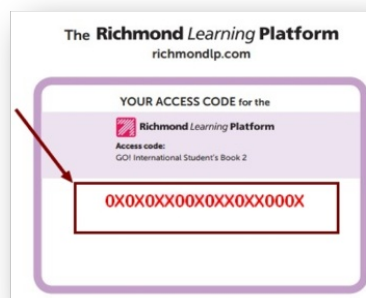 The Richmond Learning Platform
richmondlp.com
YOUR ACCESS CODE for the
Richmond Learning Platform
Access code:
GO! International Student's Book 2
0X0X0XX00X0XX0XX000X